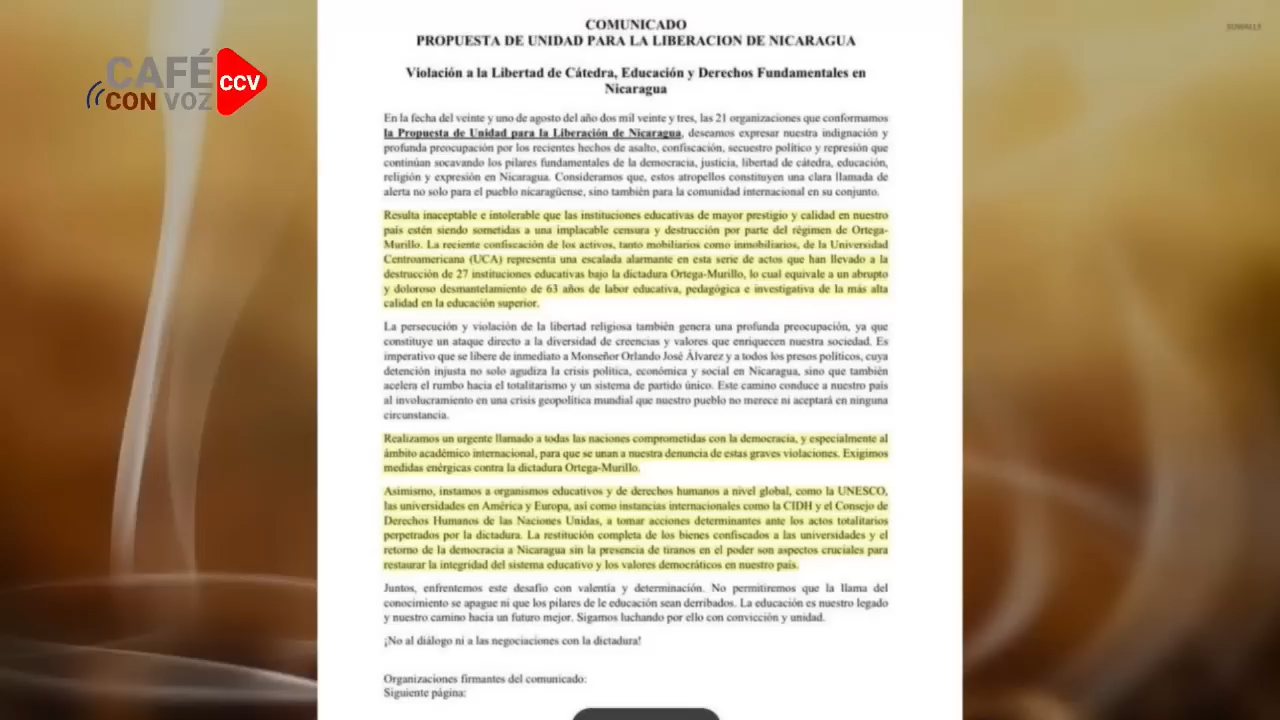 CAFÉ
CON VOZ
CCV
COMUNICADO
PROPUESTA DE UNIDAD PARA LA LIBERACION DE NICARAGUA
Violación a la Libertad de Cátedra, Educación y Derechos Fundamentales en
Nicaragua
En la fecha del veinte y uno de agosto del año dos mil veinte y tres, las 21 organizaciones que conformamos
la Propuesta de Unidad para la Liberación de Nicaragua, deseamos expresar nuestra indignación y
profunda preocupación por los recientes hechos de asalto, confiscación, secuestro político y represión que
continúan socavando los pilares fundamentales de la democracia, justicia, libertad de cátedra, educación,
religión y expresión en Nicaragua. Consideramos que, estos atropellos constituyen una clara llamada de
alerta no solo para el pueblo nicaragüense, sino también para la comunidad internacional en su conjunto.
Resulta inaceptable e intolerable que las instituciones educativas de mayor prestigio y calidad en nuestro
país estén siendo sometidas a una implacable censura y destrucción por parte del régimen de Ortega-
Murillo. La reciente confiscación de los activos, tanto mobiliarios como inmobiliarios, de la Universidad
Centroamericana (UCA) representa una escalada alarmante en esta serie de actos que han llevado a la
destrucción de 27 instituciones educativas bajo la dictadura Ortega-Murillo, lo cual equivale a un abrupto
y doloroso desmantelamiento de 63 años de labor educativa, pedagógica e investigativa de la más alta
calidad en la educación superior.
La persecución y violación de la libertad religiosa también genera una profunda preocupación, ya que
constituye un ataque directo a la diversidad de creencias y valores que enriquecen nuestra sociedad. Es
imperativo que se libere de inmediato a Monseñor Orlando José Álvarez y a todos los presos políticos, cuya
detención injusta no solo agudiza la crisis política, económica y social en Nicaragua, sino que también
acelera el rumbo hacia el totalitarismo y un sistema de partido único. Este camino conduce a nuestro país
al involucramiento en una crisis geopolítica mundial que nuestro pueblo no merece ni aceptará en ninguna
circunstancia.
Realizamos un urgente llamado a todas las naciones comprometidas con la democracia, y especialmente al
ámbito académico internacional, para que se unan a nuestra denuncia de estas graves violaciones. Exigimos
medidas enérgicas contra la dictadura Ortega-Murillo.
Asimismo, instamos a organismos educativos y de derechos humanos a nivel global, como la UNESCO,
las universidades en América y Europa, así como instancias internacionales como la CIDH y el Consejo de
Derechos Humanos de las Naciones Unidas, a tomar acciones determinantes ante los actos totalitarios
perpetrados por la dictadura. La restitución completa de los bienes confiscados a las universidades y el
retorno de la democracia a Nicaragua sin la presencia de tiranos en el poder son aspectos cruciales para
restaurar la integridad del sistema educativo y los valores democráticos en nuestro país.
Juntos, enfrentemos este desafío con valentía y determinación. No permitiremos que la llama del
conocimiento se apague ni que los pilares de le educación sean derribados. La educación es nuestro legado
y nuestro camino hacia un futuro mejor. Sigamos luchando por ello con convicción y unidad.
¡No al diálogo ni a las negociaciones con la dictadura!
Organizaciones firmantes del comunicado:
Siguiente página: